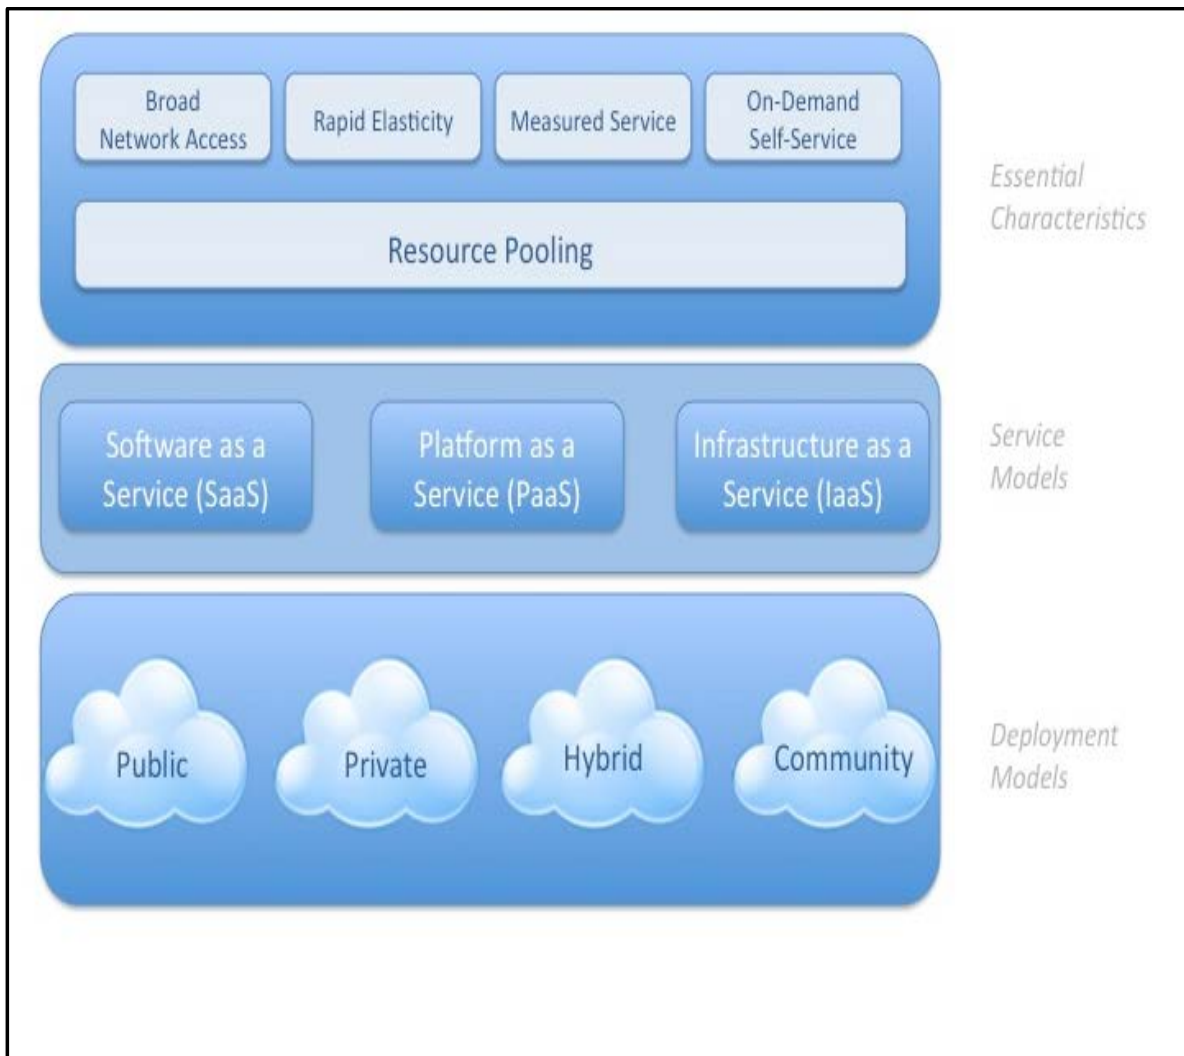 Broad
Network Access
Rapid Elasticity
Measured Service
On-Demand
Self-Service
Resource Pooling
Essential
Characteristics
Software as a
Service (SaaS)
Platform as a
Service (PaaS)
Infrastructure as a
Service (IaaS)
Service
Models
Public
Private
Hybrid
Community
Deployment
Models